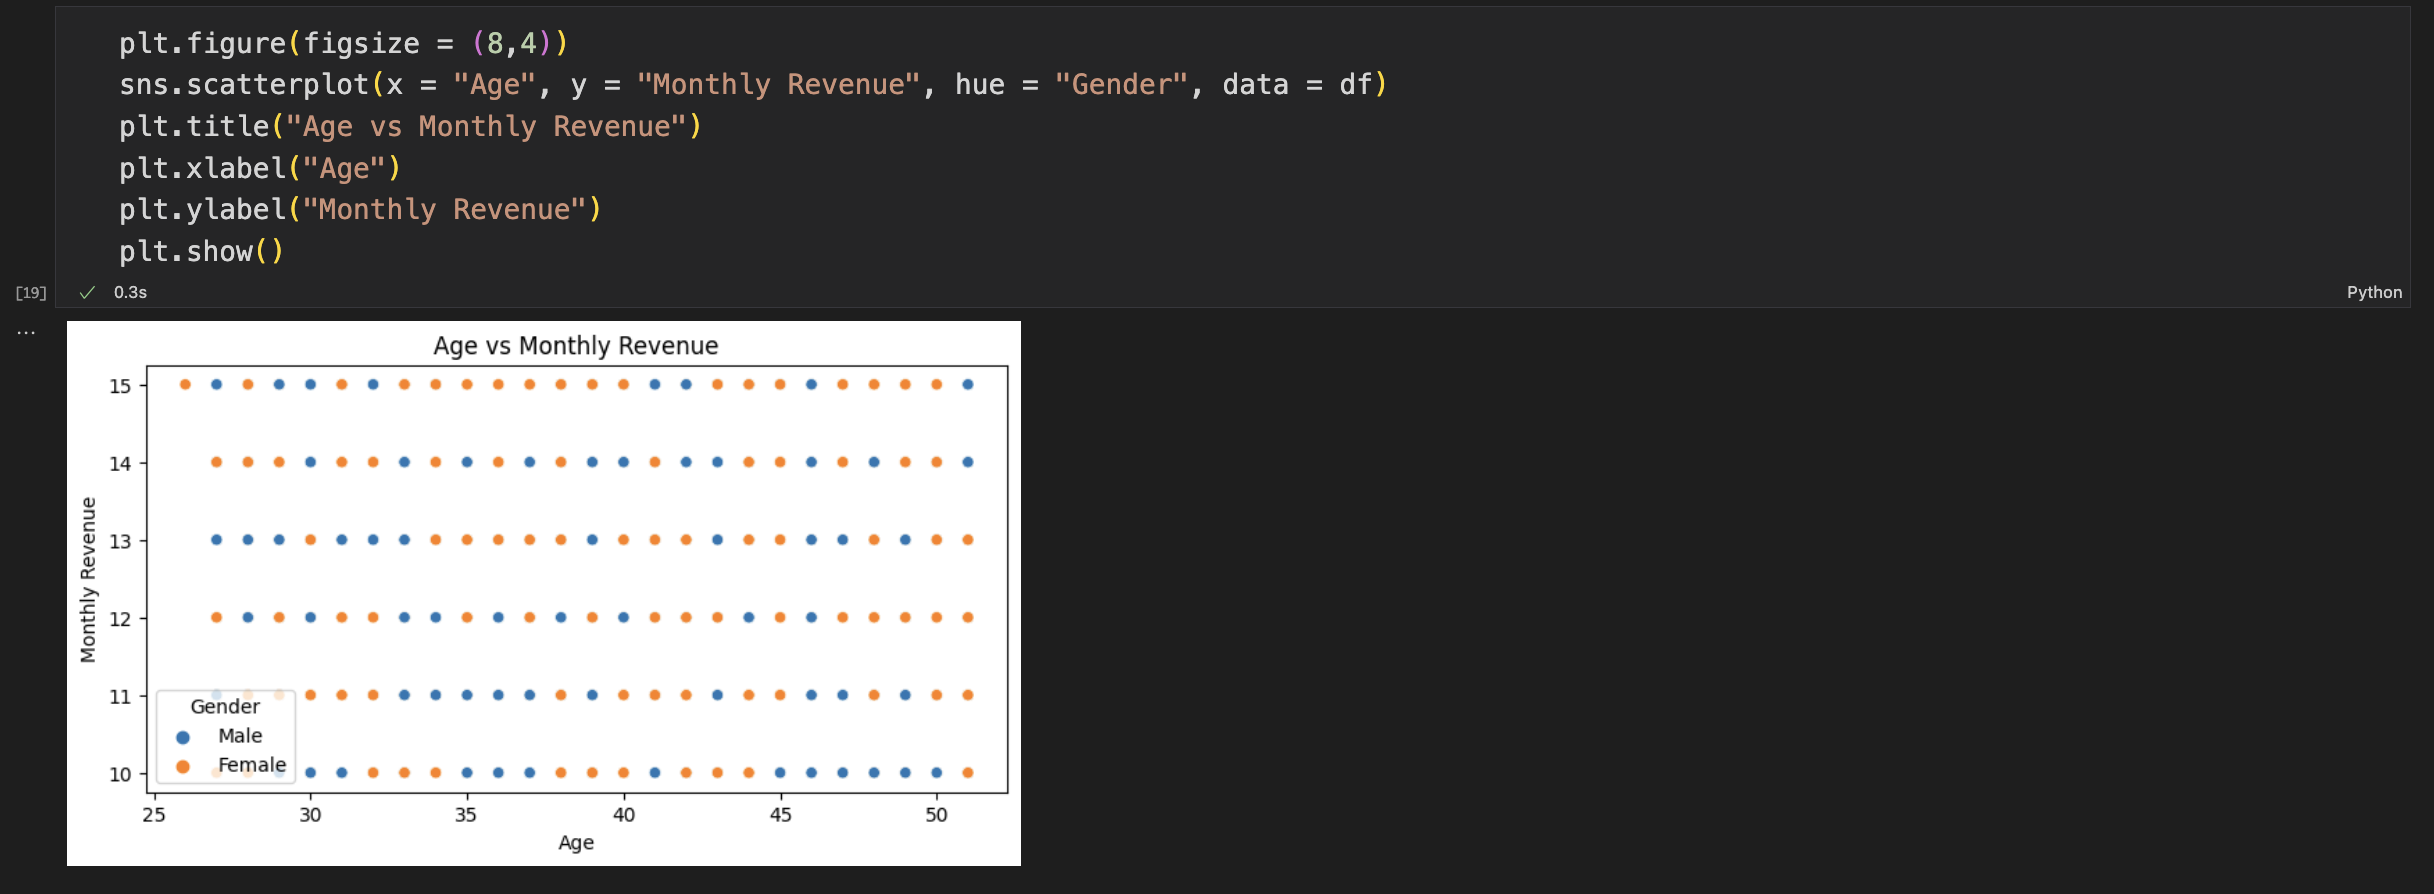 plt.figure(figsize = (8,4))
sns.scatterplot(x = "Age", y = "Monthly Revenue", hue = "Gender", data = df)
plt.title("Age vs Monthly Revenue")
plt.xlabel("Age")
plt.ylabel("Monthly Revenue")
plt.show()
[19]
✓ 0.3s
Python
...
Age vs Monthly Revenue
15
14
13
12
11
10
Monthly Revenue
Gender
Male
Female
25 30 35 40 45 50
Age